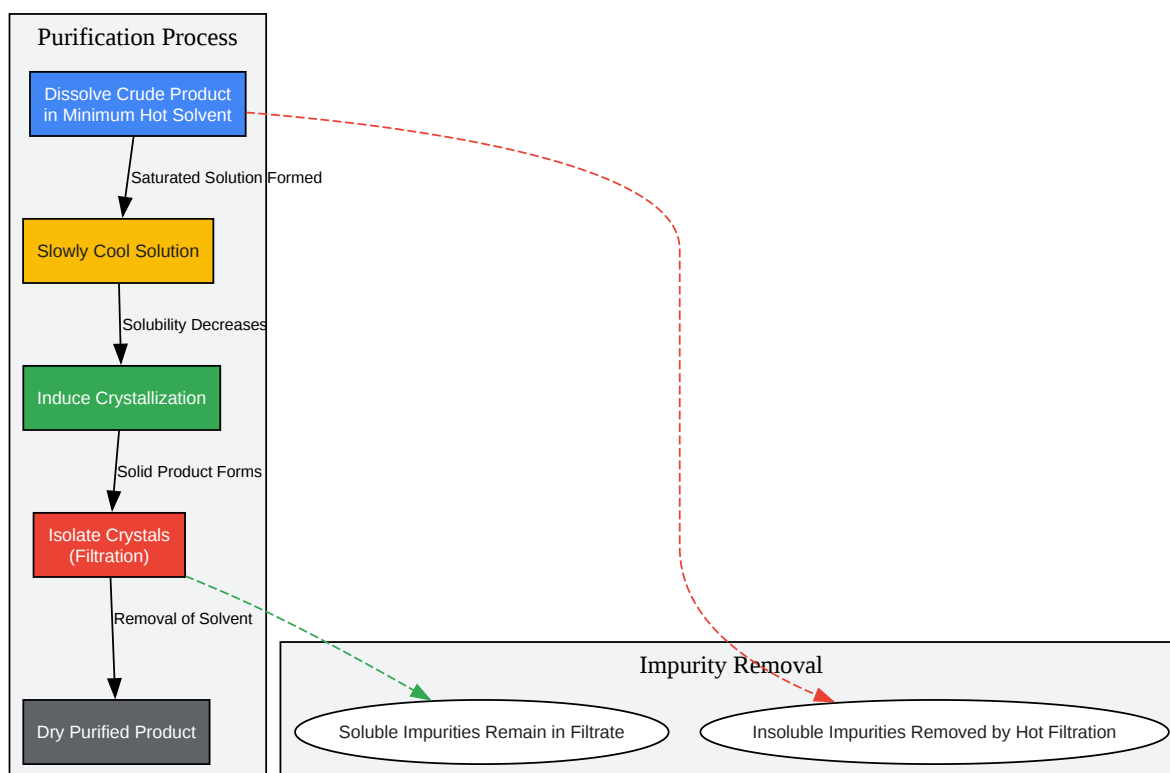 Purification Process
Dissolve Crude Product
in Minimum Hot Solvent
Saturated Solution Formed
Slowly Cool Solution
Solubility Decreases
Induce Crystallization
Solid Product Forms
Isolate Crystals
(Filtration)
Removal of Solvent
Dry Purified Product
Impurity Removal
Soluble Impurities Remain in Filtrate
Insoluble Impurities Removed by Hot Filtration